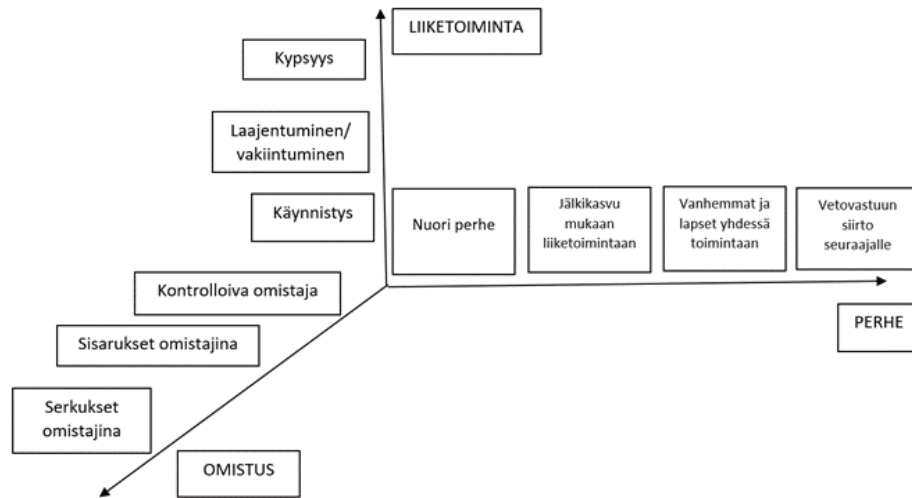 LIIKETOIMINTA
Kypsyys
Laajentuminen/
vakiintuminen
Käynnistys
Nuori perhe
Jälkikasvu
mukaan
liiketoimintaan
Vanhemmat ja
lapset yhdessä
toimintaan
Vetovastuun
siirto
seuraajalle
PERHE
Kontrolloiva omistaja
Sisarukset omistajina
Serkukset
omistajina
OMISTUS